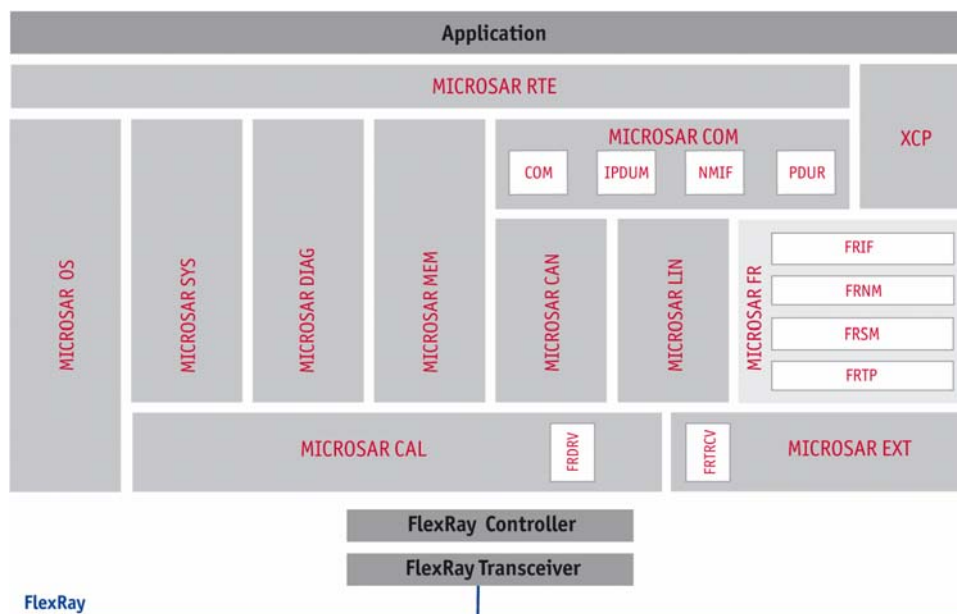 Application
MICROSAR RTE
XCP
MICROSAR COM
COM
IPDUM
NMIF
PDUR
MICROSAR OS
MICROSAR SYS
MICROSAR DIAG
MICROSAR MEM
MICROSAR CAN
MICROSAR LIN
MICROSAR FR
FRIF
FRNM
FRSM
FRTP
MICROSAR CAL
FRDRV
FRTRCV
MICROSAR EXT
FlexRay Controller
FlexRay Transceiver
FlexRay